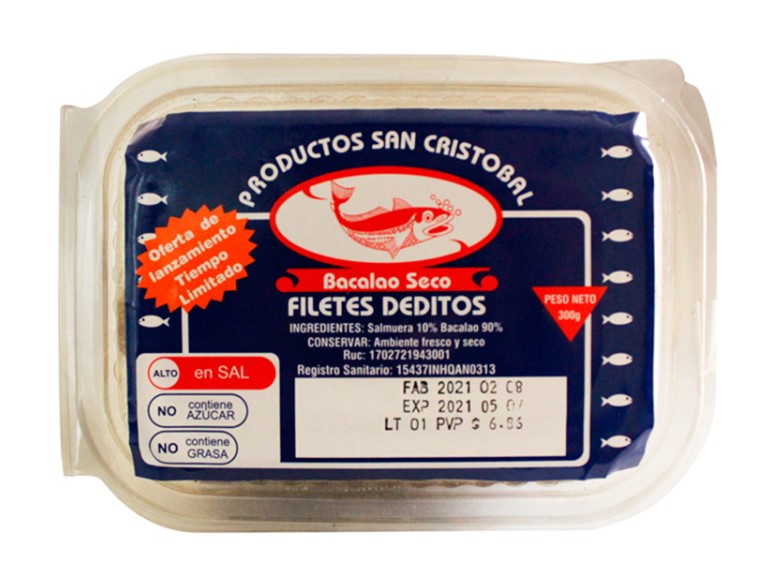 PRODUCTOS SAN CRISTOBAL
Oferta de
lanzamiento
Tiempo
Limitado
Bacalao Seco
FILETES DEDITOS
PESO NETO
300g
INGREDIENTES: Salmuera 10% Bacalao 90%
CONSERVAR: Ambiente fresco y seco
Ruc: 1702721943001
Registro Sanitario: 15437INHQAN0313
ALTO en SAL
NO contiene AZUCAR
NO contiene GRASA
FAB 2021 02 08
EXP 2021 05 07
LT 01 PVP $ 6.86